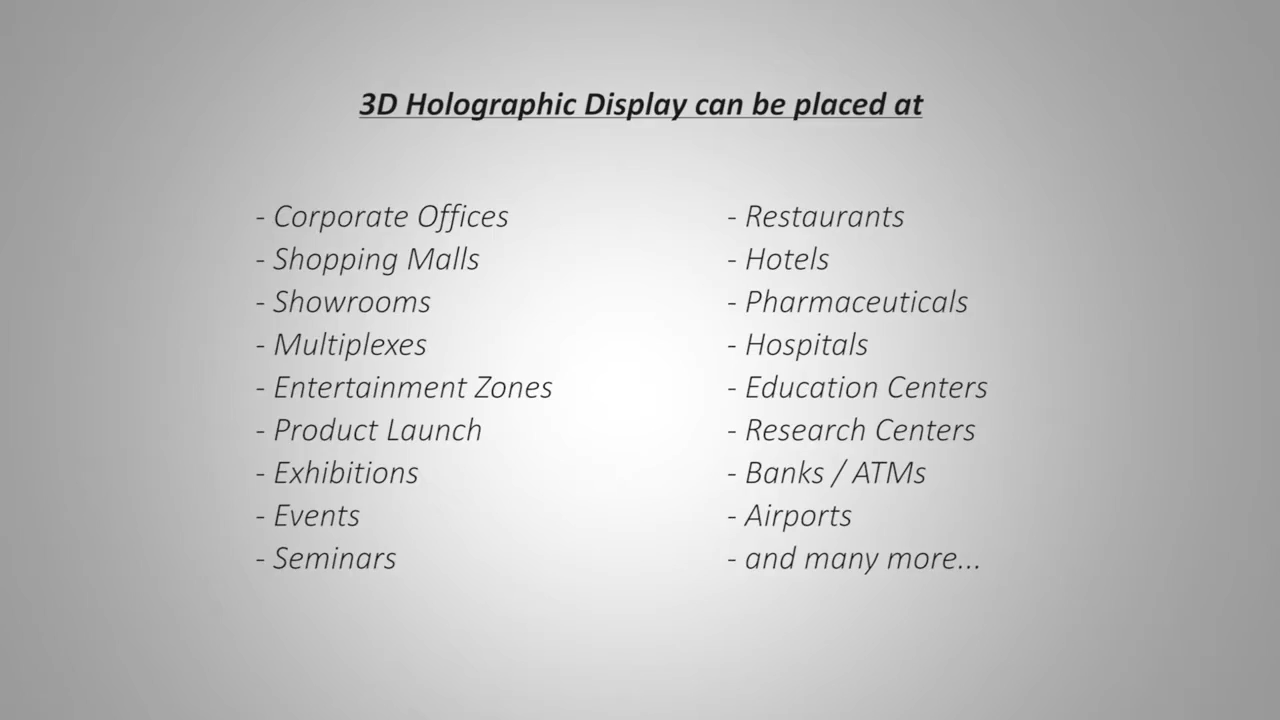 3D Holographic Display can be placed at
- Corporate Offices
- Shopping Malls
- Showrooms
- Multiplexes
- Entertainment Zones
- Product Launch
- Exhibitions
- Events
- Seminars
- Restaurants
- Hotels
- Pharmaceuticals
- Hospitals
- Education Centers
- Research Centers
- Banks / ATMs
- Airports
- and many more...